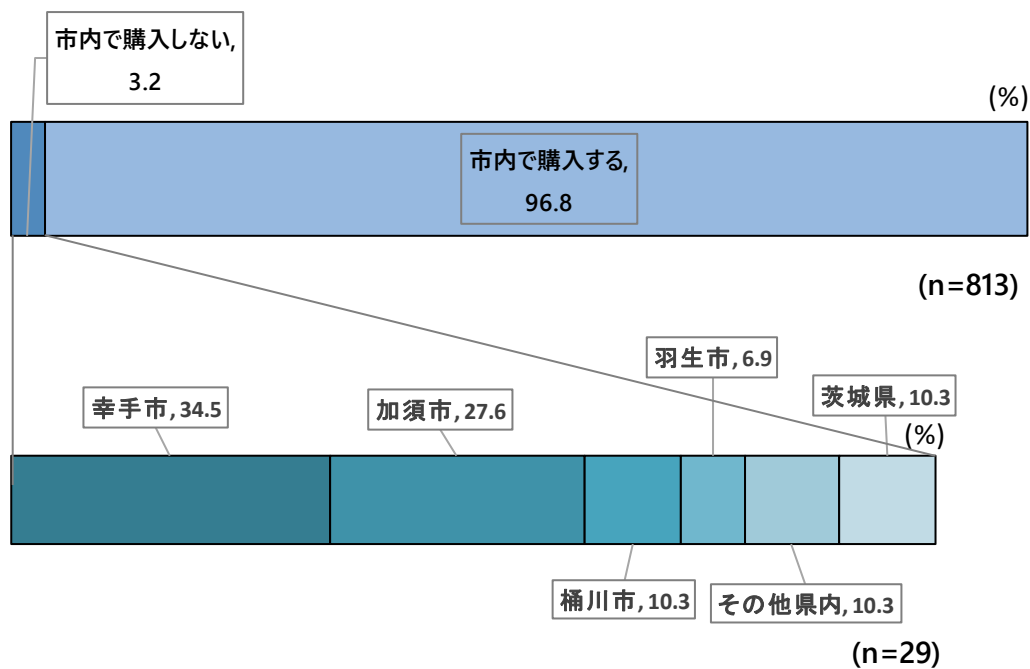 市内で購入しない,
3.2
(%)
市内で購入する,
96.8
(n=813)
羽生市, 6.9
幸手市, 34.5
加須市, 27.6
茨城県, 10.3
(%)
桶川市, 10.3
その他県内, 10.3
(n=29)